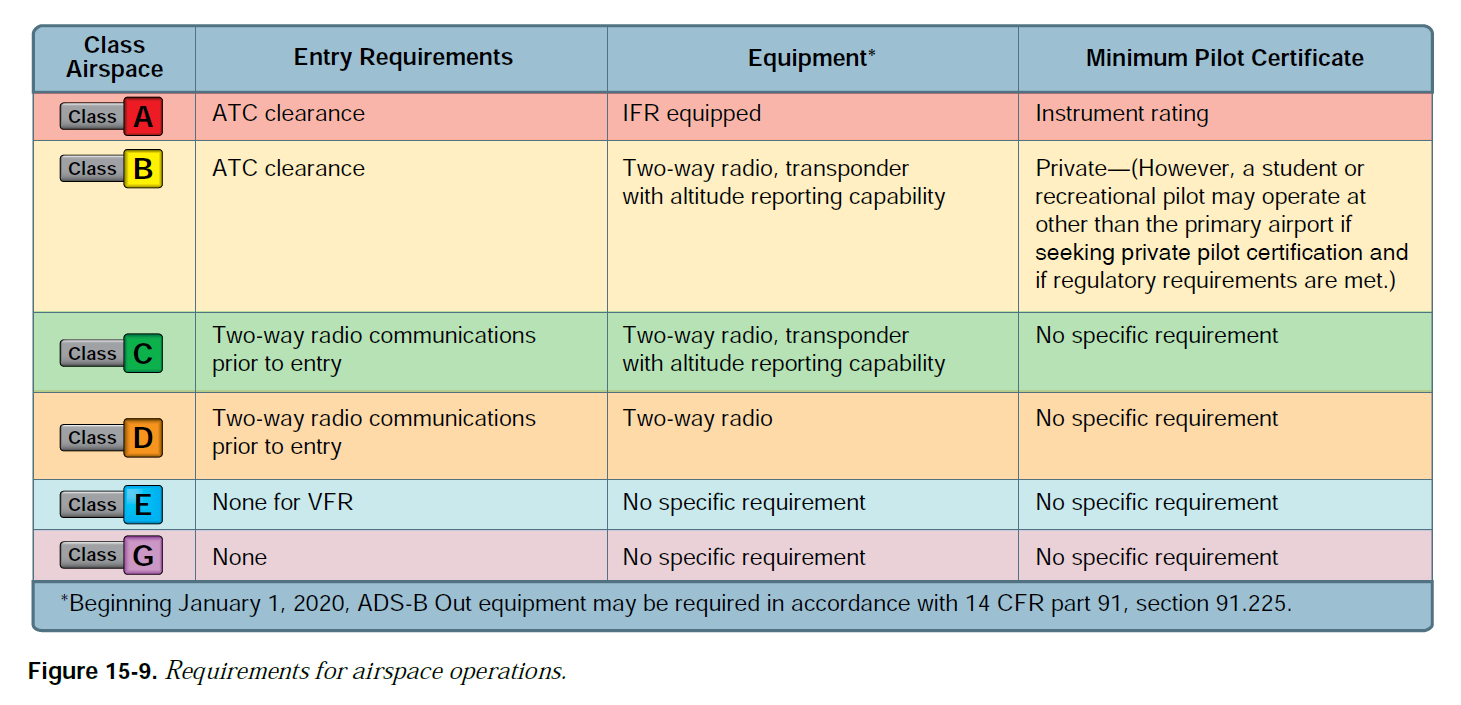 Class Airspace
Entry Requirements
Equipment*
Minimum Pilot Certificate
Class A
ATC clearance
IFR equipped
Instrument rating
Class B
ATC clearance
Two-way radio, transponder
with altitude reporting capability
Private—(However, a student or
recreational pilot may operate at
other than the primary airport if
seeking private pilot certification and
if regulatory requirements are met.)
Class C
Two-way radio communications
prior to entry
Two-way radio, transponder
with altitude reporting capability
No specific requirement
Class D
Two-way radio communications
prior to entry
Two-way radio
No specific requirement
Class E
None for VFR
No specific requirement
No specific requirement
Class G
None
No specific requirement
No specific requirement
*Beginning January 1, 2020, ADS-B Out equipment may be required in accordance with 14 CFR part 91, section 91.225.
Figure 15-9. Requirements for airspace operations.